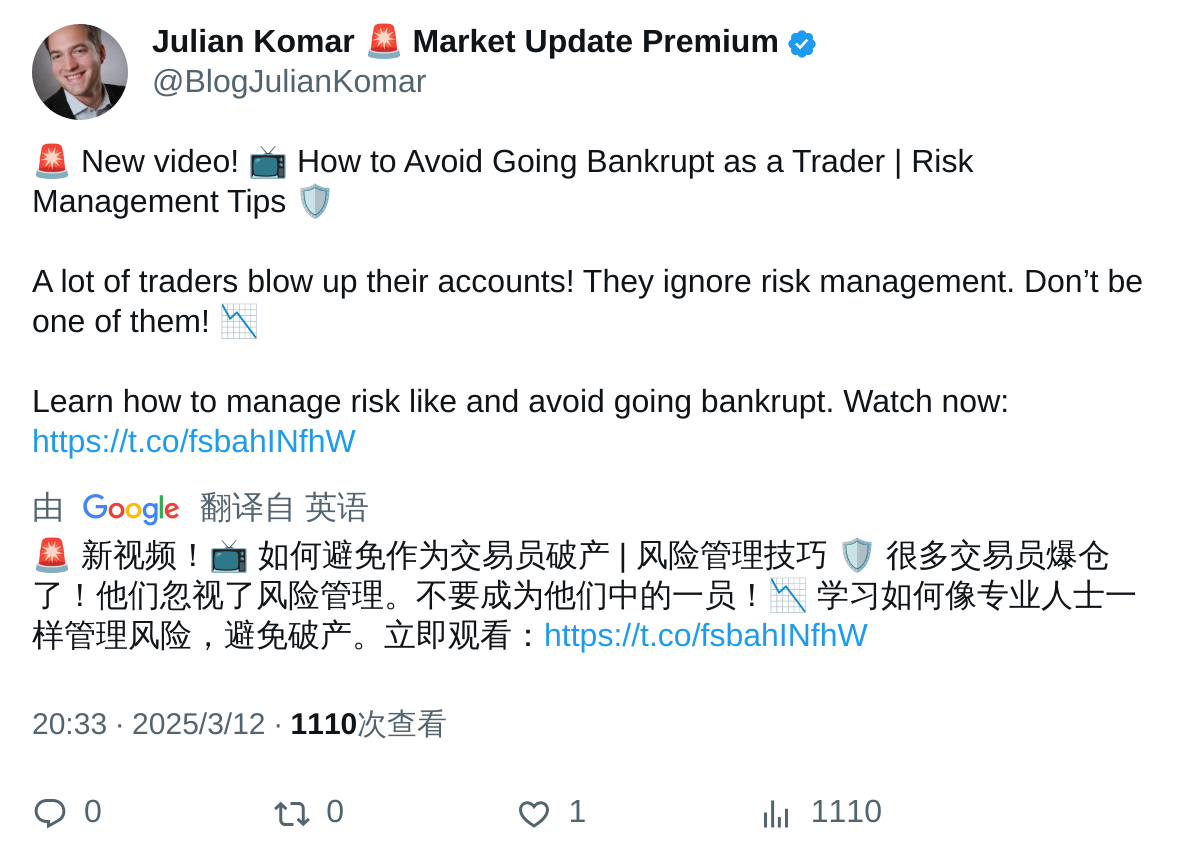 Julian Komar 🚨 Market Update Premium
@BlogJulianKomar
🚨 New video! 📺 How to Avoid Going Bankrupt as a Trader | Risk
Management Tips 🛡️
A lot of traders blow up their accounts! They ignore risk management. Don’t be
one of them! 📉
Learn how to manage risk like and avoid going bankrupt. Watch now:
https://t.co/fsbahINfhW
由 Google 翻译自 英语
🚨 新视频！📺 如何避免作为交易员破产 | 风险管理技巧 🛡️ 很多交易员爆仓
了！他们忽视了风险管理。不要成为他们中的一员！📉 学习如何像专业人士一
样管理风险，避免破产。立即观看：https://t.co/fsbahINfhW
20:33 · 2025/3/12 · 1110次查看
0 0 1 1110